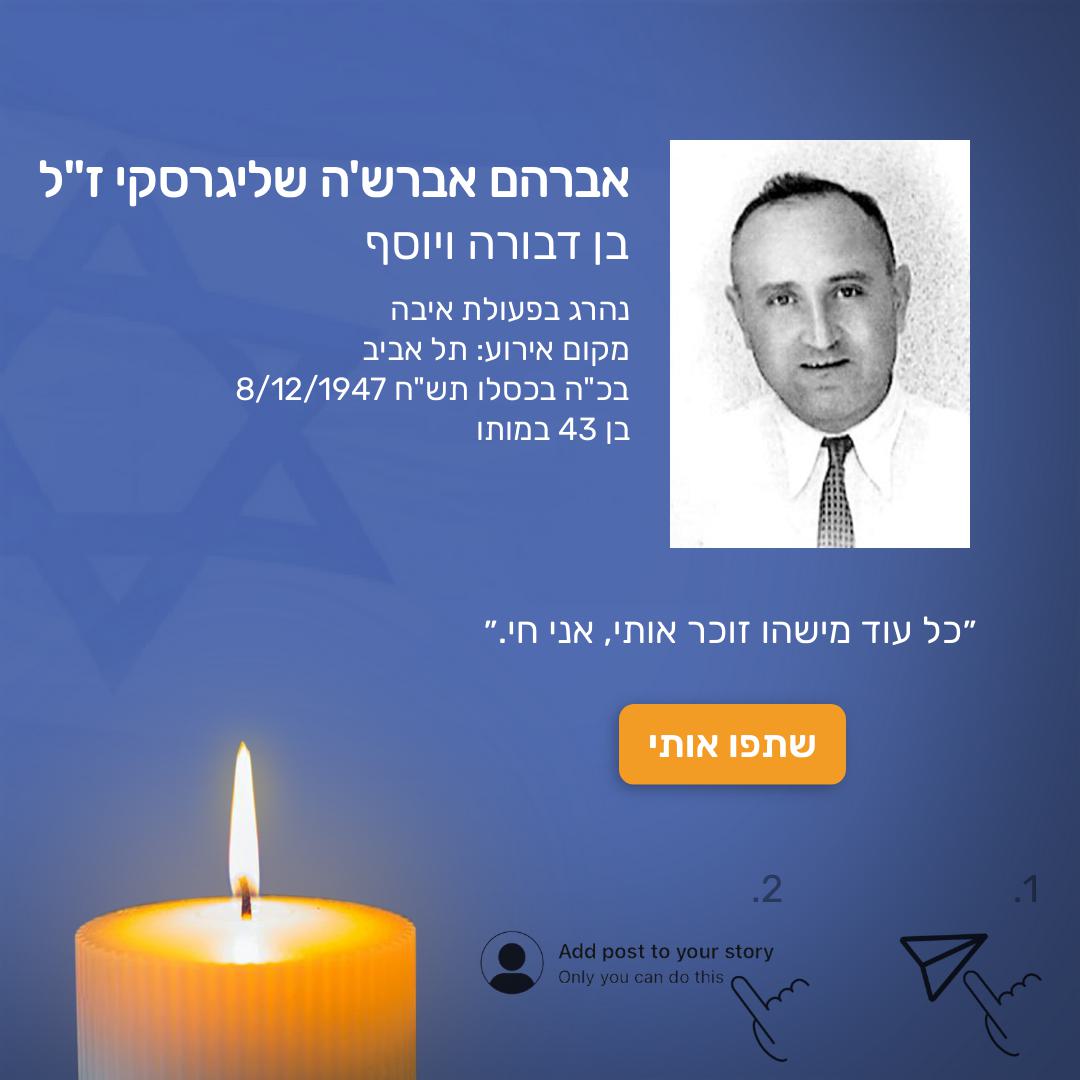 אברהם אברש'ה שליגרסקי ז"ל
בן דבורה ויוסף
נהרג בפעולת איבה
מקום אירוע: תל אביב
בכ"ה בכסלו תש"ח 8/12/1947
בן 43 במותו
״כל עוד מישהו זוכר אותי, אני חי.״
שתפו אותי
1.
2.
Add post to your story
Only you can do this